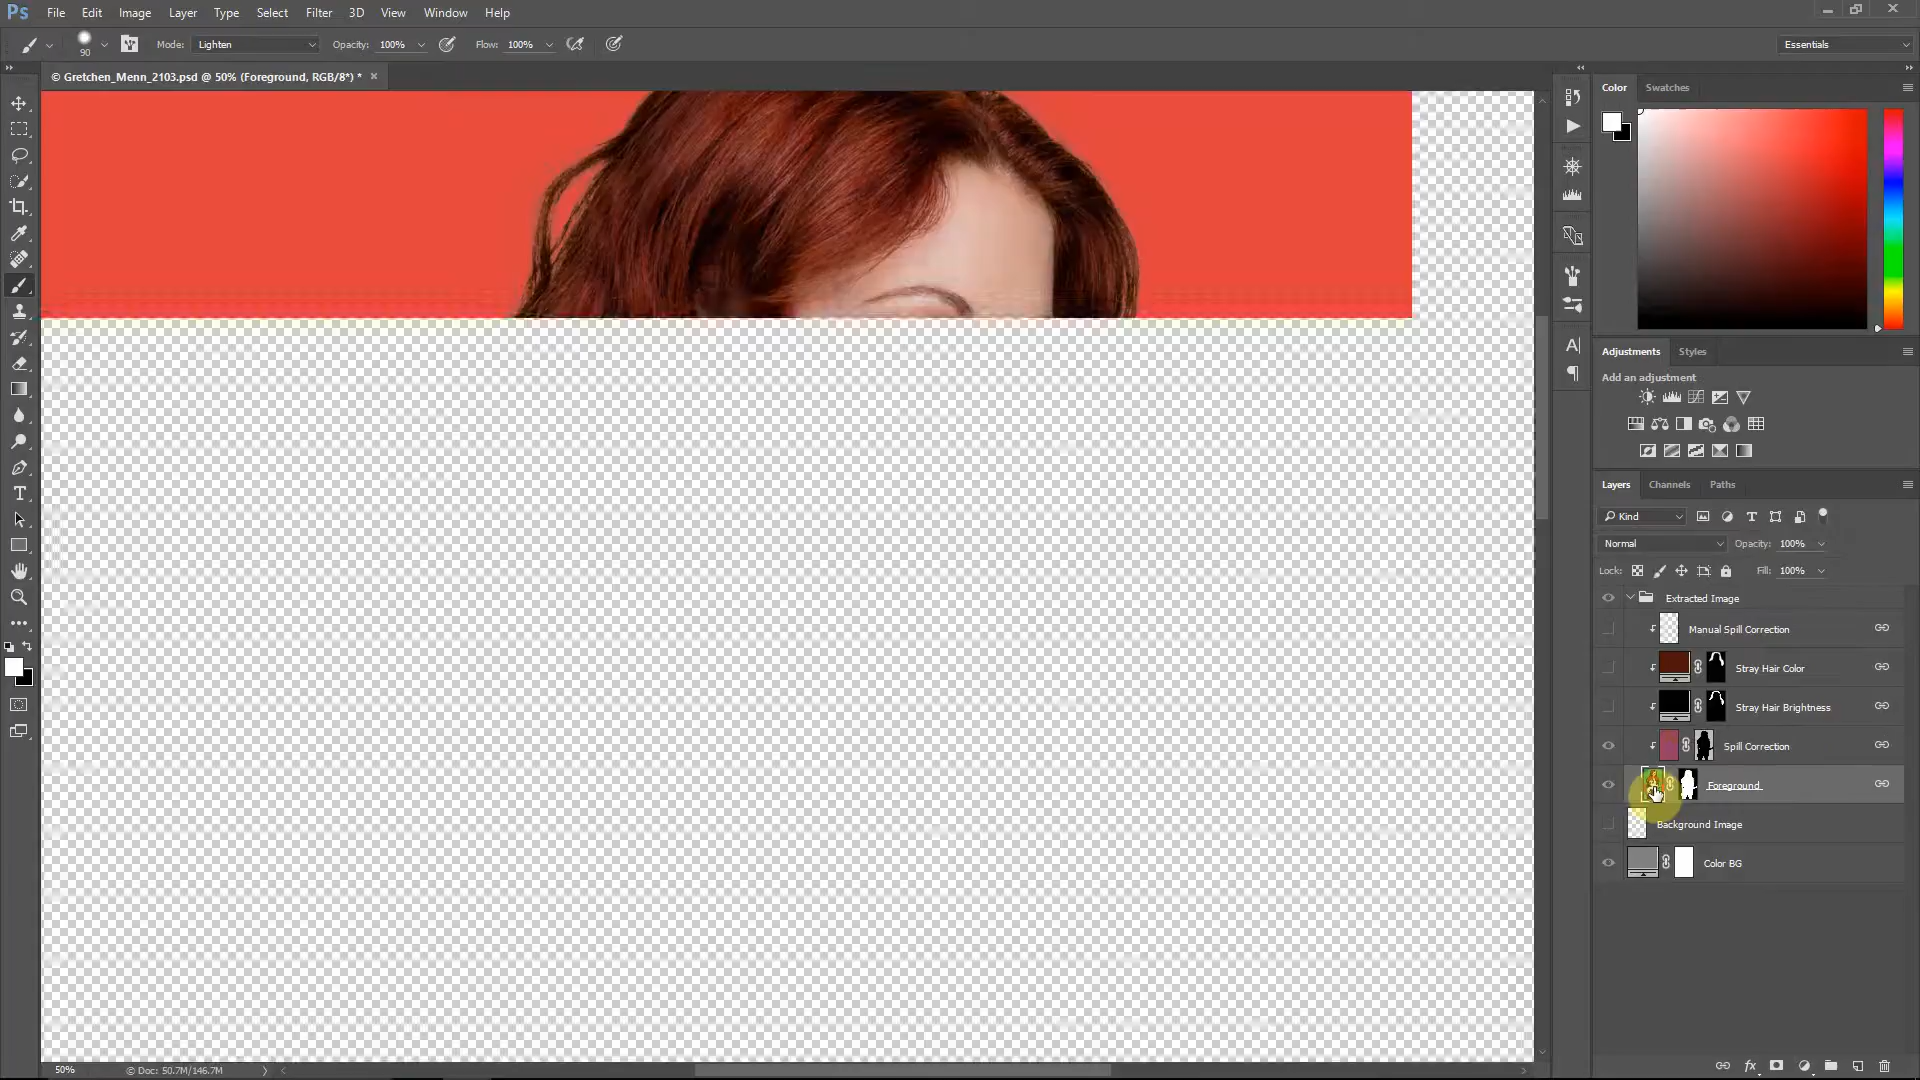 Ps File Edit Image Layer Type Select Filter 3D View Window Help
90 Mode: Lighten Opacity: 100% Flow: 100% Essentials
© Gretchen_Menn_2103.psd @ 50% (Foreground, RGB/8*) * ×
Color Swatches
Adjustments Styles
Add an adjustment
Layers Channels Paths
Kind
Normal Opacity: 100%
Lock: Fill: 100%
Extracted Image
Manual Spill Correction
Stray Hair Color
Stray Hair Brightness
Spill Correction
Foreground
Background Image
Color BG
50% © Doc: 50.7M/146.7M